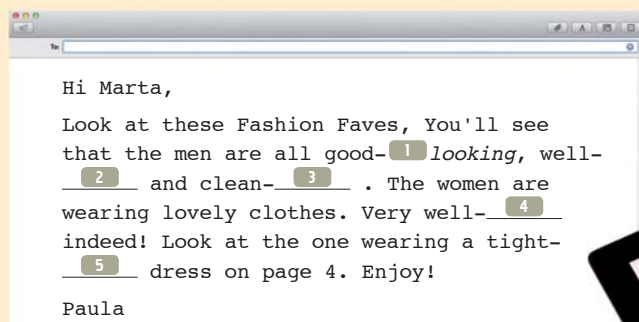 To:
Hi Marta,
Look at these Fashion Faves, You'll see
that the men are all good- 1 looking, well-
2 and clean- 3 . The women are
wearing lovely clothes. Very well- 4
indeed! Look at the one wearing a tight-
5 dress on page 4. Enjoy!
Paula